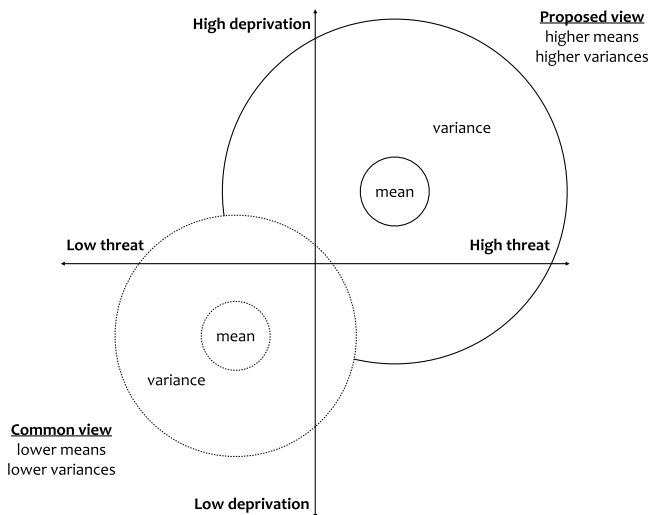 High deprivation
Proposed view
higher means
higher variances
variance
mean
Low threat
High threat
mean
variance
Common view
lower means
lower variances
Low deprivation